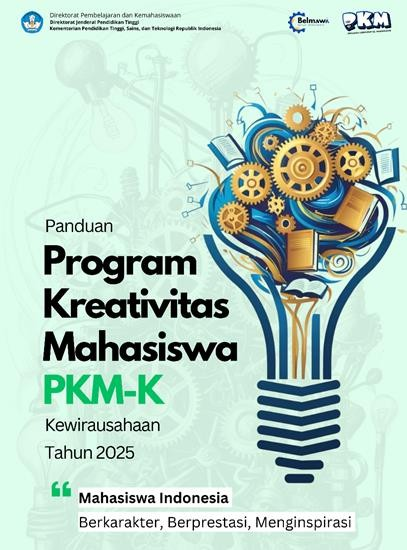 Direktorat Pembelajaran dan Kemahasiswaan
Direktorat Jenderal Pendidikan Tinggi
Kementerian Pendidikan Tinggi, Sains, dan Teknologi Republik Indonesia
Belmawa
PKM
Panduan
Program
Kreativitas
Mahasiswa
PKM-K
Kewirausahaan
Tahun 2025
“ Mahasiswa Indonesia
Berkarakter, Berprestasi, Menginspirasi